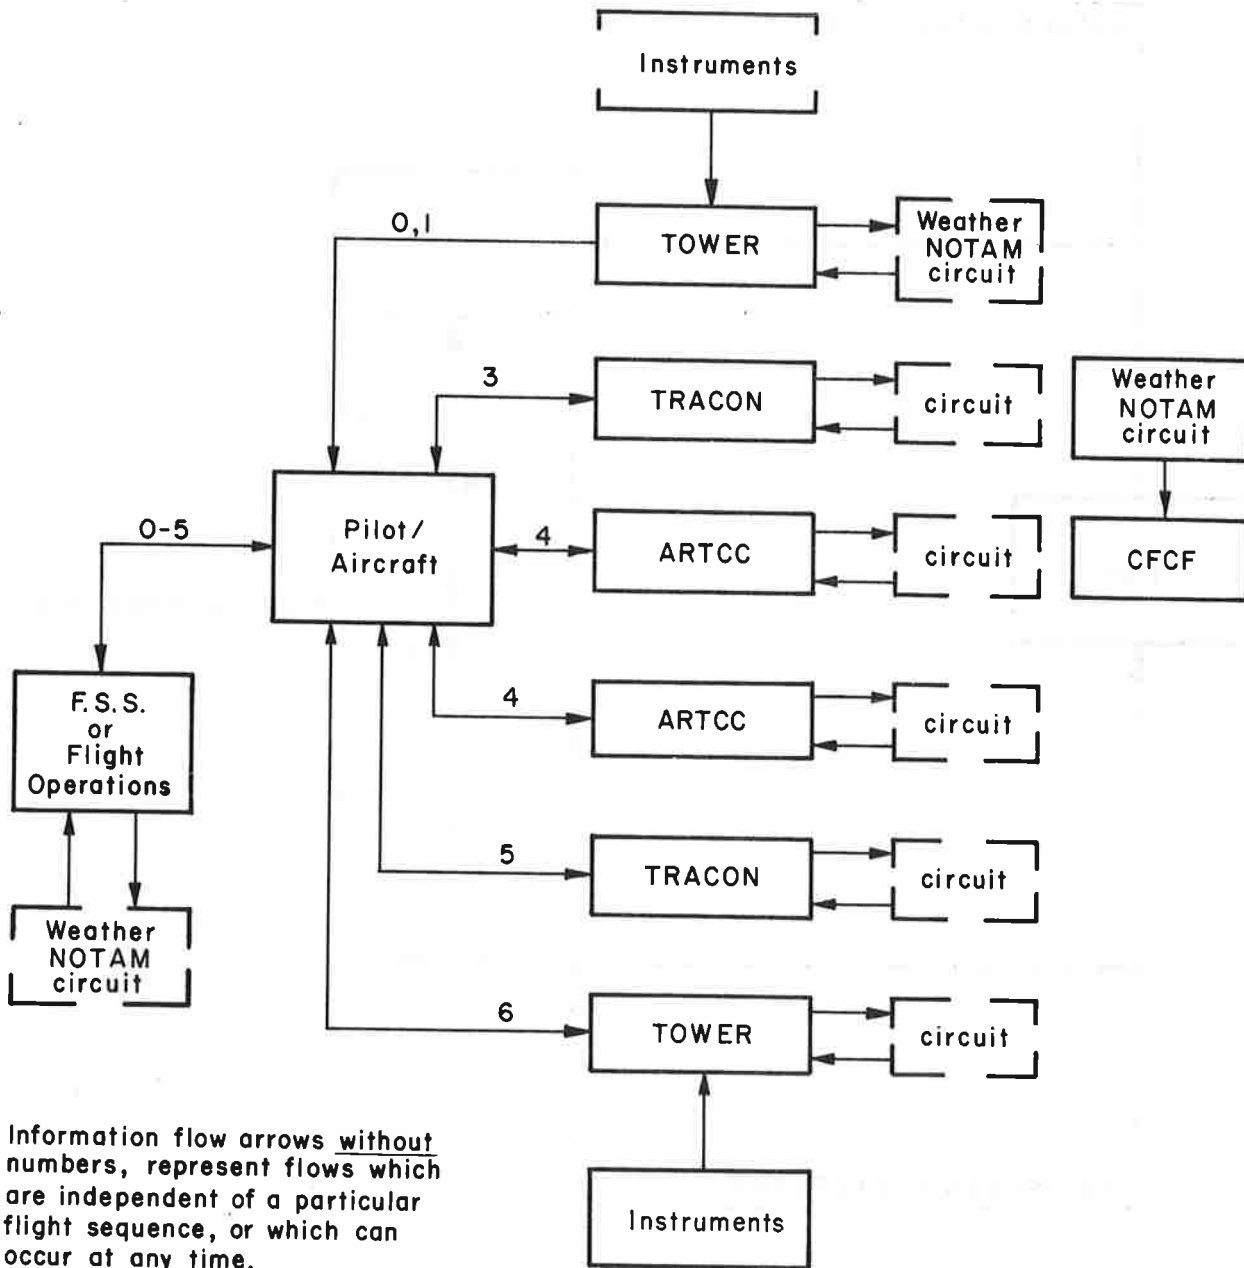 Instruments
0,1
TOWER
Weather
NOTAM
circuit
3
TRACON
circuit
Weather
NOTAM
circuit
0-5
Pilot/
Aircraft
4
ARTCC
circuit
CFCF
F.S.S.
or
Flight
Operations
4
ARTCC
circuit
5
TRACON
circuit
Weather
NOTAM
circuit
6
TOWER
circuit
Information flow arrows without
numbers, represent flows which
are independent of a particular
flight sequence, or which can
occur at any time.
Instruments